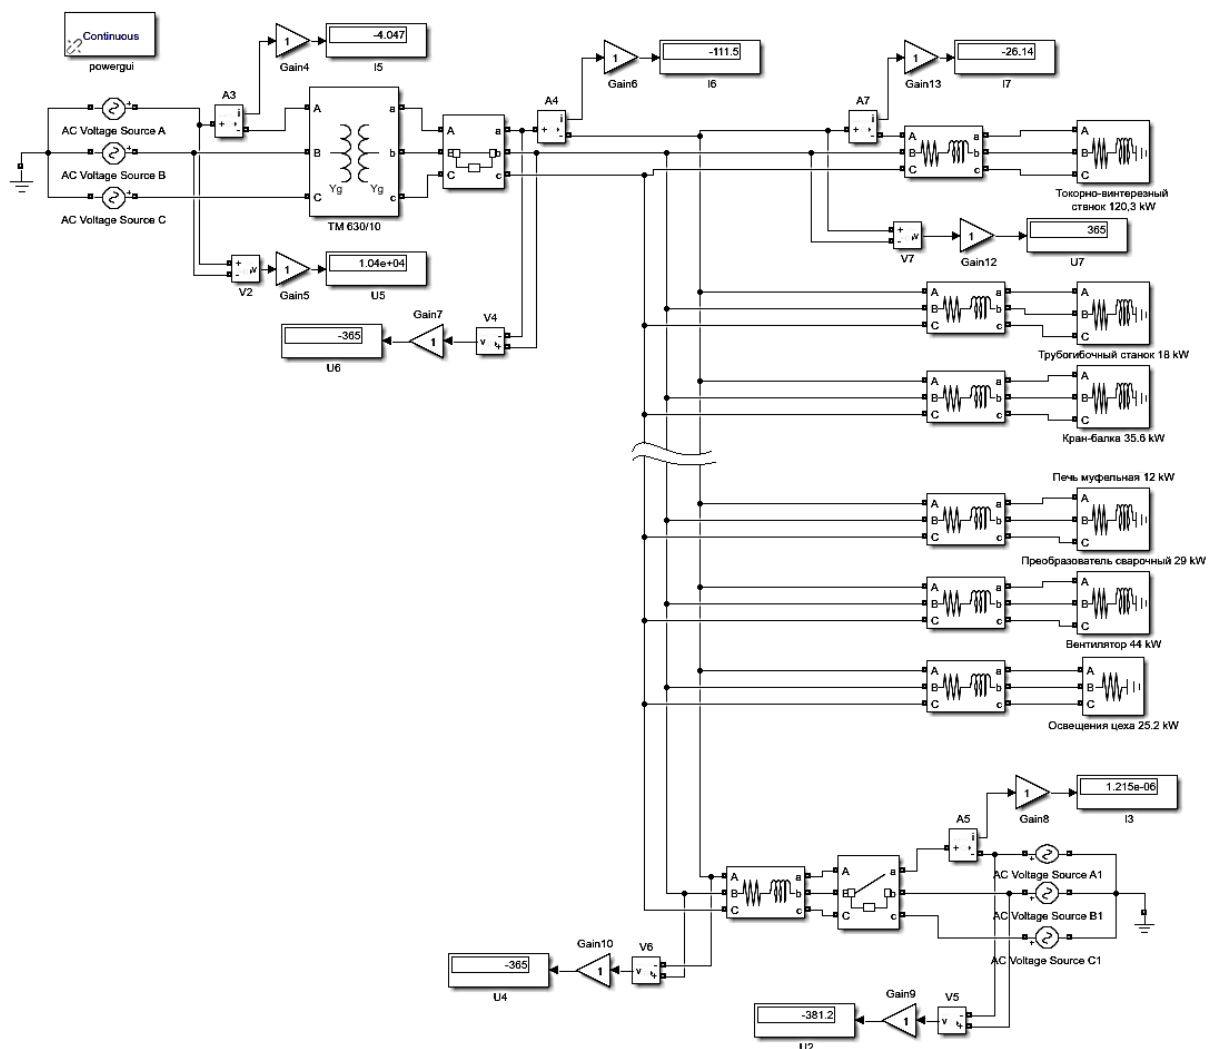 Continuous
powergui
-4.047
Gain4
I5
-111.5
Gain6
I6
-26.14
Gain13
I7
A3
i
+
-
A4
i
+
-
A7
i
+
-
AC Voltage Source A
AC Voltage Source B
AC Voltage Source C
A
B
C
a
b
c
Yg
Yg
TM 630/10
A
B
C
a
b
c
A
B
C
a
b
c
A
B
C
Токорно-винтерезный
станок 120,3 kW
+
-
v
V2
Gain5
1.04e+04
U5
+
-
v
V7
Gain12
365
U7
-365
U6
Gain7
V4
A
B
C
a
b
c
A
B
C
Трубогибочный станок 18 kW
A
B
C
a
b
c
A
B
C
Кран-балка 35.6 kW
Печь муфельная 12 kW
A
B
C
a
b
c
A
B
C
Преобразователь сварочный 29 kW
A
B
C
a
b
c
A
B
C
Вентилятор 44 kW
A
B
C
a
b
c
A
B
C
Освещения цеха 25.2 kW
1.215e-06
Gain8
I3
A5
i
+
-
A
B
C
a
b
c
A
B
C
a
b
c
AC Voltage Source A1
AC Voltage Source B1
AC Voltage Source C1
-365
U4
Gain10
V6
-381.2
U2
Gain9
V5